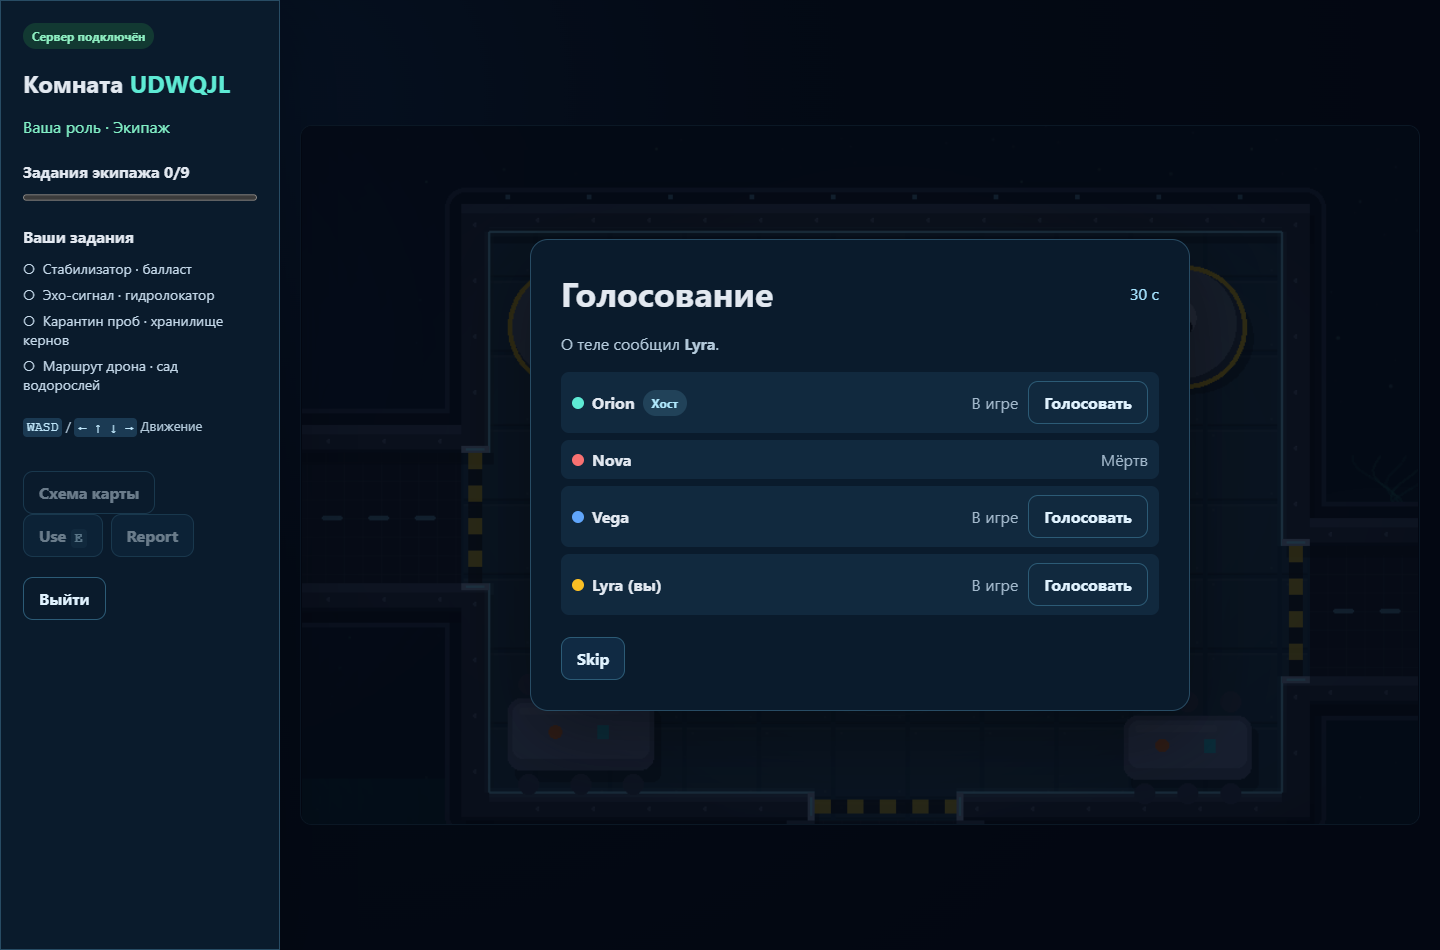 Сервер подключён
Комната UDWQJL
Ваша роль · Экипаж
Задания экипажа 0/9
Ваши задания
Стабилизатор · балласт
Эхо-сигнал · гидролокатор
Карантин проб · хранилище
кернов
Маршрут дрона · сад
водорослей
WASD / ← ↑ ↓ → Движение
Схема карты
Use E Report
Выйти
Голосование 30 с
О теле сообщил Lyra.
Orion Хост В игре Голосовать
Nova Мёртв
Vega В игре Голосовать
Lyra (вы) В игре Голосовать
Skip